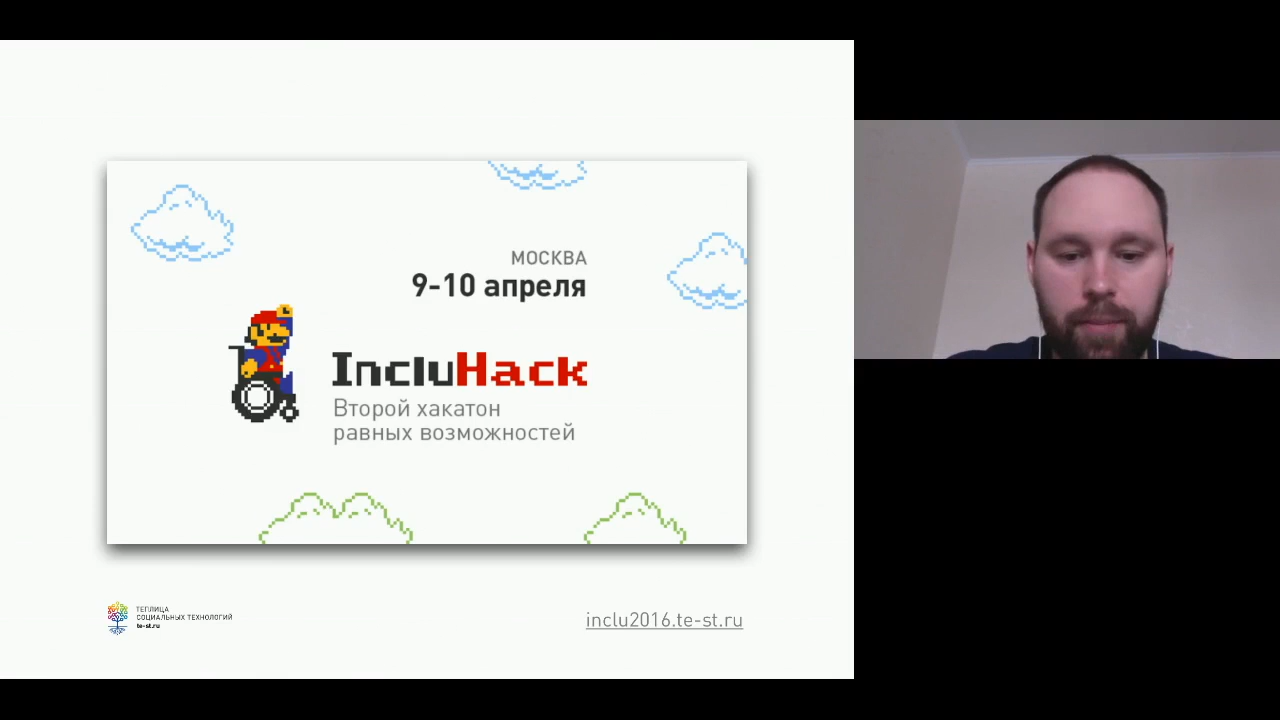 МОСКВА
9-10 апреля
IncluHack
Второй хакатон
равных возможностей
ТЕПЛИЦА
СОЦИАЛЬНЫХ ТЕХНОЛОГИЙ
te-st.ru
inclu2016.te-st.ru